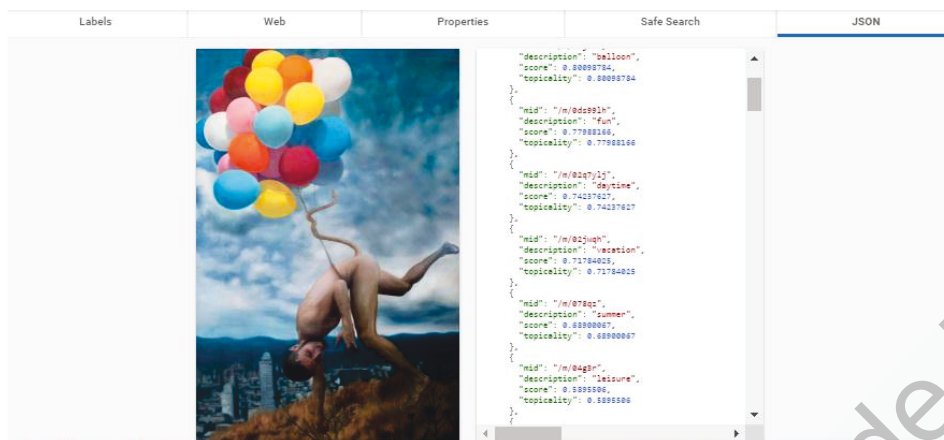 Labels Web Properties Safe Search JSON
"description": "balloon",
"score": 0.80098784,
"topicality": 0.80098784
},
{
"mid": "/m/0ds99lh",
"description": "fun",
"score": 0.77988166,
"topicality": 0.77988166
},
{
"mid": "/m/02q7ylj",
"description": "daytime",
"score": 0.74237627,
"topicality": 0.74237627
},
{
"mid": "/m/02jwqh",
"description": "vacation",
"score": 0.71784025,
"topicality": 0.71784025
},
{
"mid": "/m/078qz",
"description": "summer",
"score": 0.68900067,
"topicality": 0.68900067
},
{
"mid": "/m/04g3r",
"description": "leisure",
"score": 0.5895506,
"topicality": 0.5895506
},
{